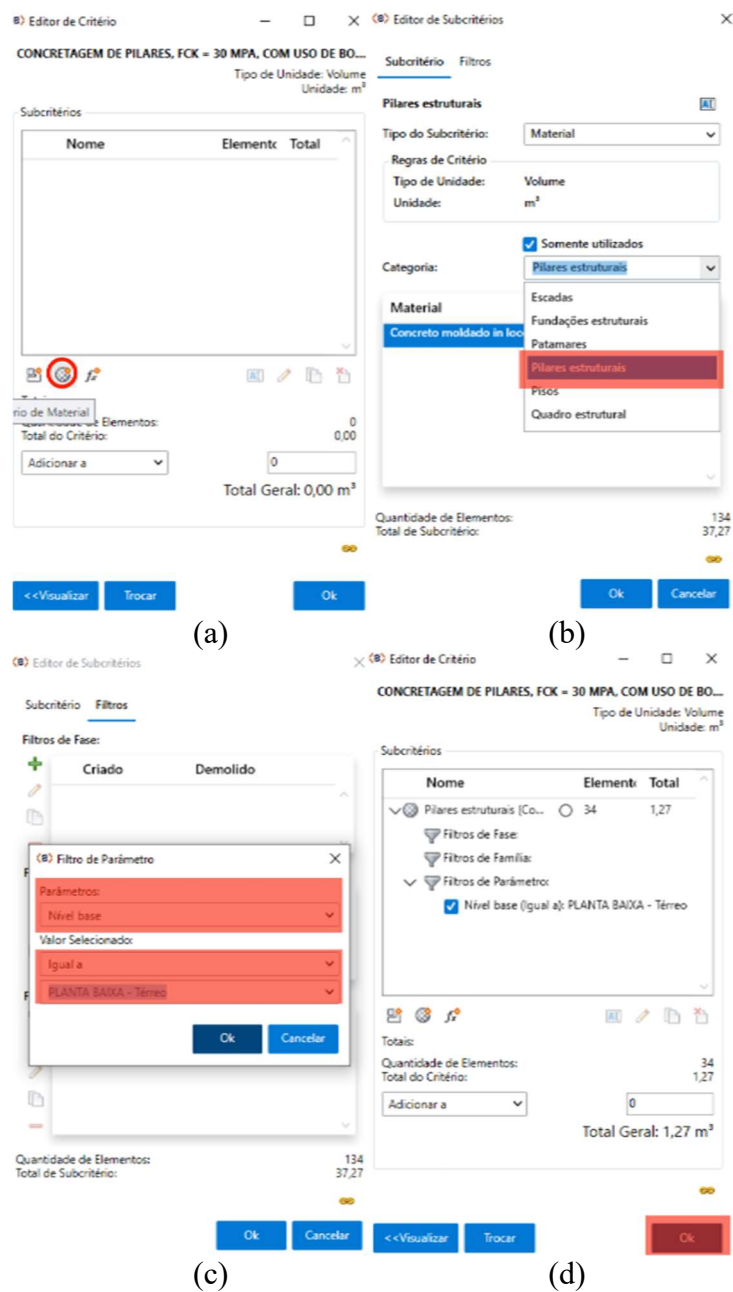 Editor de Critério
CONCRETAGEM DE PILARES, FCK = 30 MPA, COM USO DE BO....
Tipo de Unidade: Volume
Unidade: m³
Subcritérios
Nome Elemento Total
rio de Material
Quantidade de Elementos: 0
Total do Critério: 0,00
Adicionar a 0
Total Geral: 0,00 m³
<<Visualizar Trocar Ok
(a)
Editor de Subcritérios
Subcritério Filtros
Pilares estruturais
Tipo do Subcritério: Material
Regras de Critério
Tipo de Unidade: Volume
Unidade: m³
Somente utilizados
Categoria: Pilares estruturais
Material
Concreto moldado in loc
Escadas
Fundações estruturais
Patamares
Pilares estruturais
Pisos
Quadro estrutural
Quantidade de Elementos: 134
Total de Subcritério: 37,27
Ok Cancelar
(b)
Editor de Subcritérios
Subcritério Filtros
Filtros de Fase:
Criado Demolido
Filtro de Parâmetro
Parâmetros:
Nível base
Valor Selecionado:
Igual a
PLANTA BAIXA - Térreo
Ok Cancelar
Quantidade de Elementos: 134
Total de Subcritério: 37,27
Ok Cancelar
(c)
Editor de Critério
CONCRETAGEM DE PILARES, FCK = 30 MPA, COM USO DE BO....
Tipo de Unidade: Volume
Unidade: m³
Subcritérios
Nome Elemento Total
Pilares estruturais [Co... 34 1,27
Filtros de Fase:
Filtros de Família:
Filtros de Parâmetro:
Nível base (Igual a): PLANTA BAIXA - Térreo
Totais:
Quantidade de Elementos: 34
Total do Critério: 1,27
Adicionar a 0
Total Geral: 1,27 m³
<<Visualizar Trocar Ok
(d)